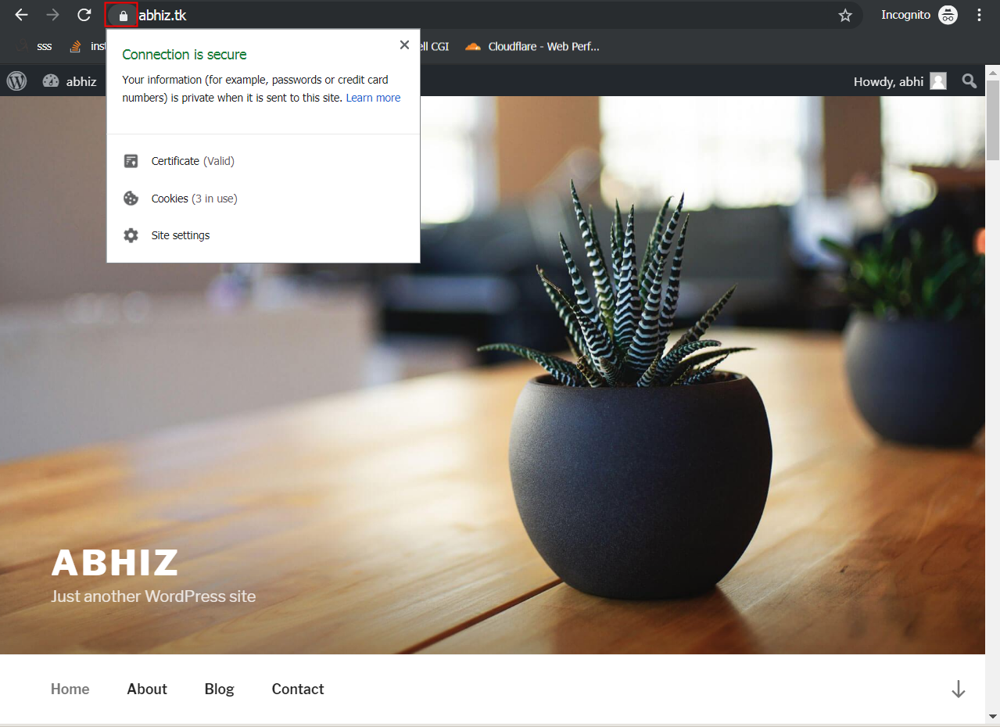 abhiz.tk
Incognito
sss
inst
ell CGI
Cloudflare - Web Perf...
abhiz
Howdy, abhi
Connection is secure
Your information (for example, passwords or credit card
numbers) is private when it is sent to this site. Learn more
Certificate (Valid)
Cookies (3 in use)
Site settings
ABHIZ
Just another WordPress site
Home About Blog Contact